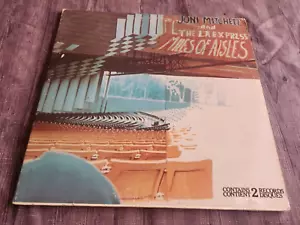 JONI MITCHELL
and
THE L.A. EXPRESS
MILES OF AISLES
CONTAINS 2 RECORDS
CONTIENT 2 DISQUES